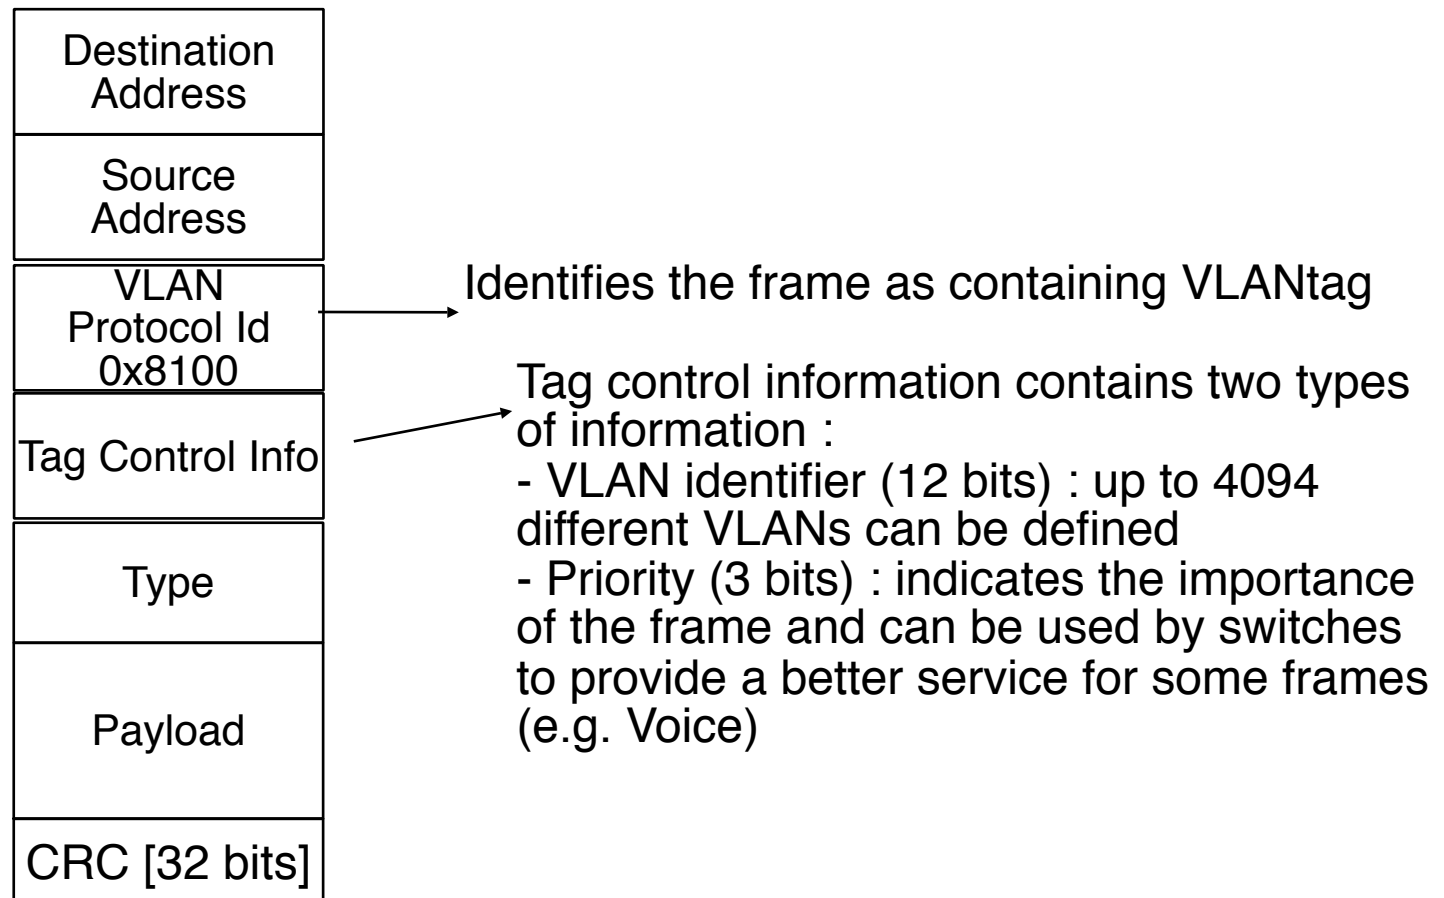 Destination
Address
Source
Address
VLAN
Protocol Id
0x8100
Identifies the frame as containing VLANtag
Tag Control Info
Tag control information contains two types
of information :
- VLAN identifier (12 bits) : up to 4094
different VLANs can be defined
- Priority (3 bits) : indicates the importance
of the frame and can be used by switches
to provide a better service for some frames
(e.g. Voice)
Type
Payload
CRC [32 bits]